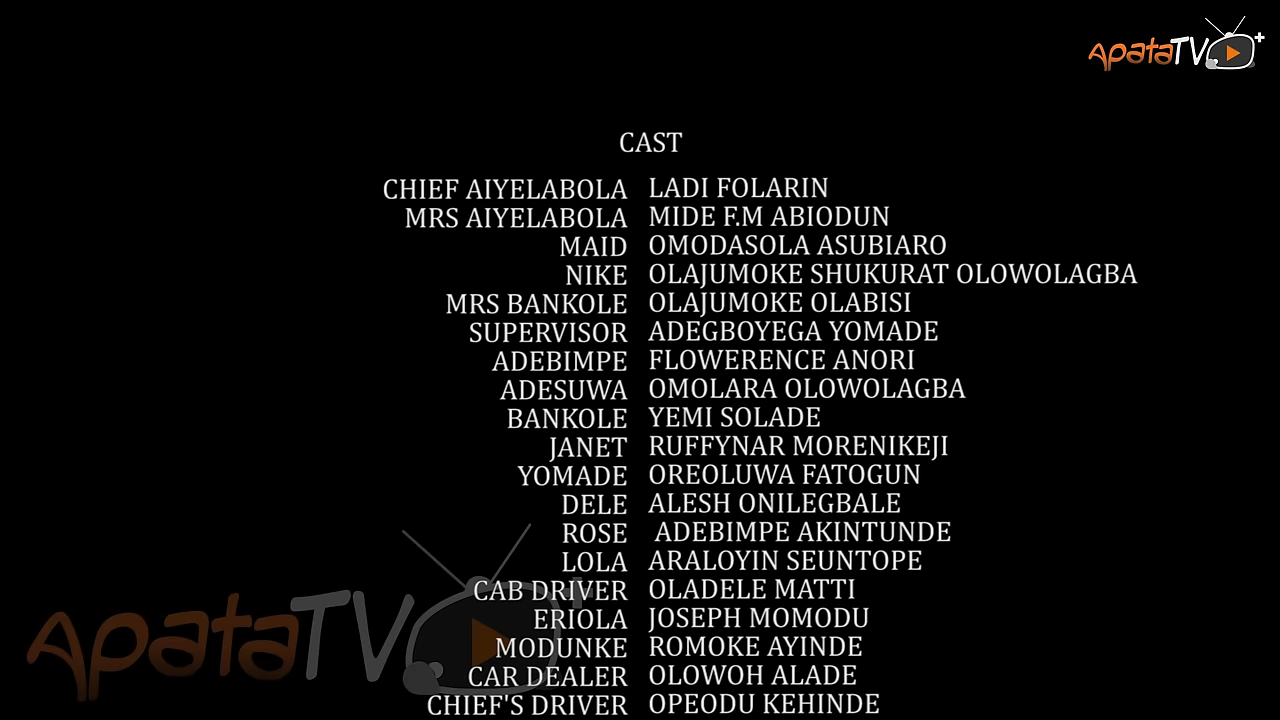 ApataTV+
CAST
CHIEF AIYELABOLA LADI FOLARIN
MRS AIYELABOLA MIDE F.M ABIODUN
MAID OMODASOLA ASUBIARO
NIKE OLAJUMOKE SHUKURAT OLOWOLAGBA
MRS BANKOLE OLAJUMOKE OLABISI
SUPERVISOR ADEGBOYEGA YOMADE
ADEBIMPE FLOWERENCE ANORI
ADESUWA OMOLARA OLOWOLAGBA
BANKOLE YEMI SOLADE
JANET RUFFYNAR MORENIKEJI
YOMADE OREOLUWA FATOGUN
DELE ALESH ONILEGBALE
ROSE ADEBIMPE AKINTUNDE
LOLA ARALOYIN SEUNTOPE
CAB DRIVER OLADELE MATTI
ERIOLA JOSEPH MOMODU
MODUNKE ROMOKE AYINDE
CAR DEALER OLOWOH ALADE
CHIEF'S DRIVER OPEODU KEHINDE
ApataTV+